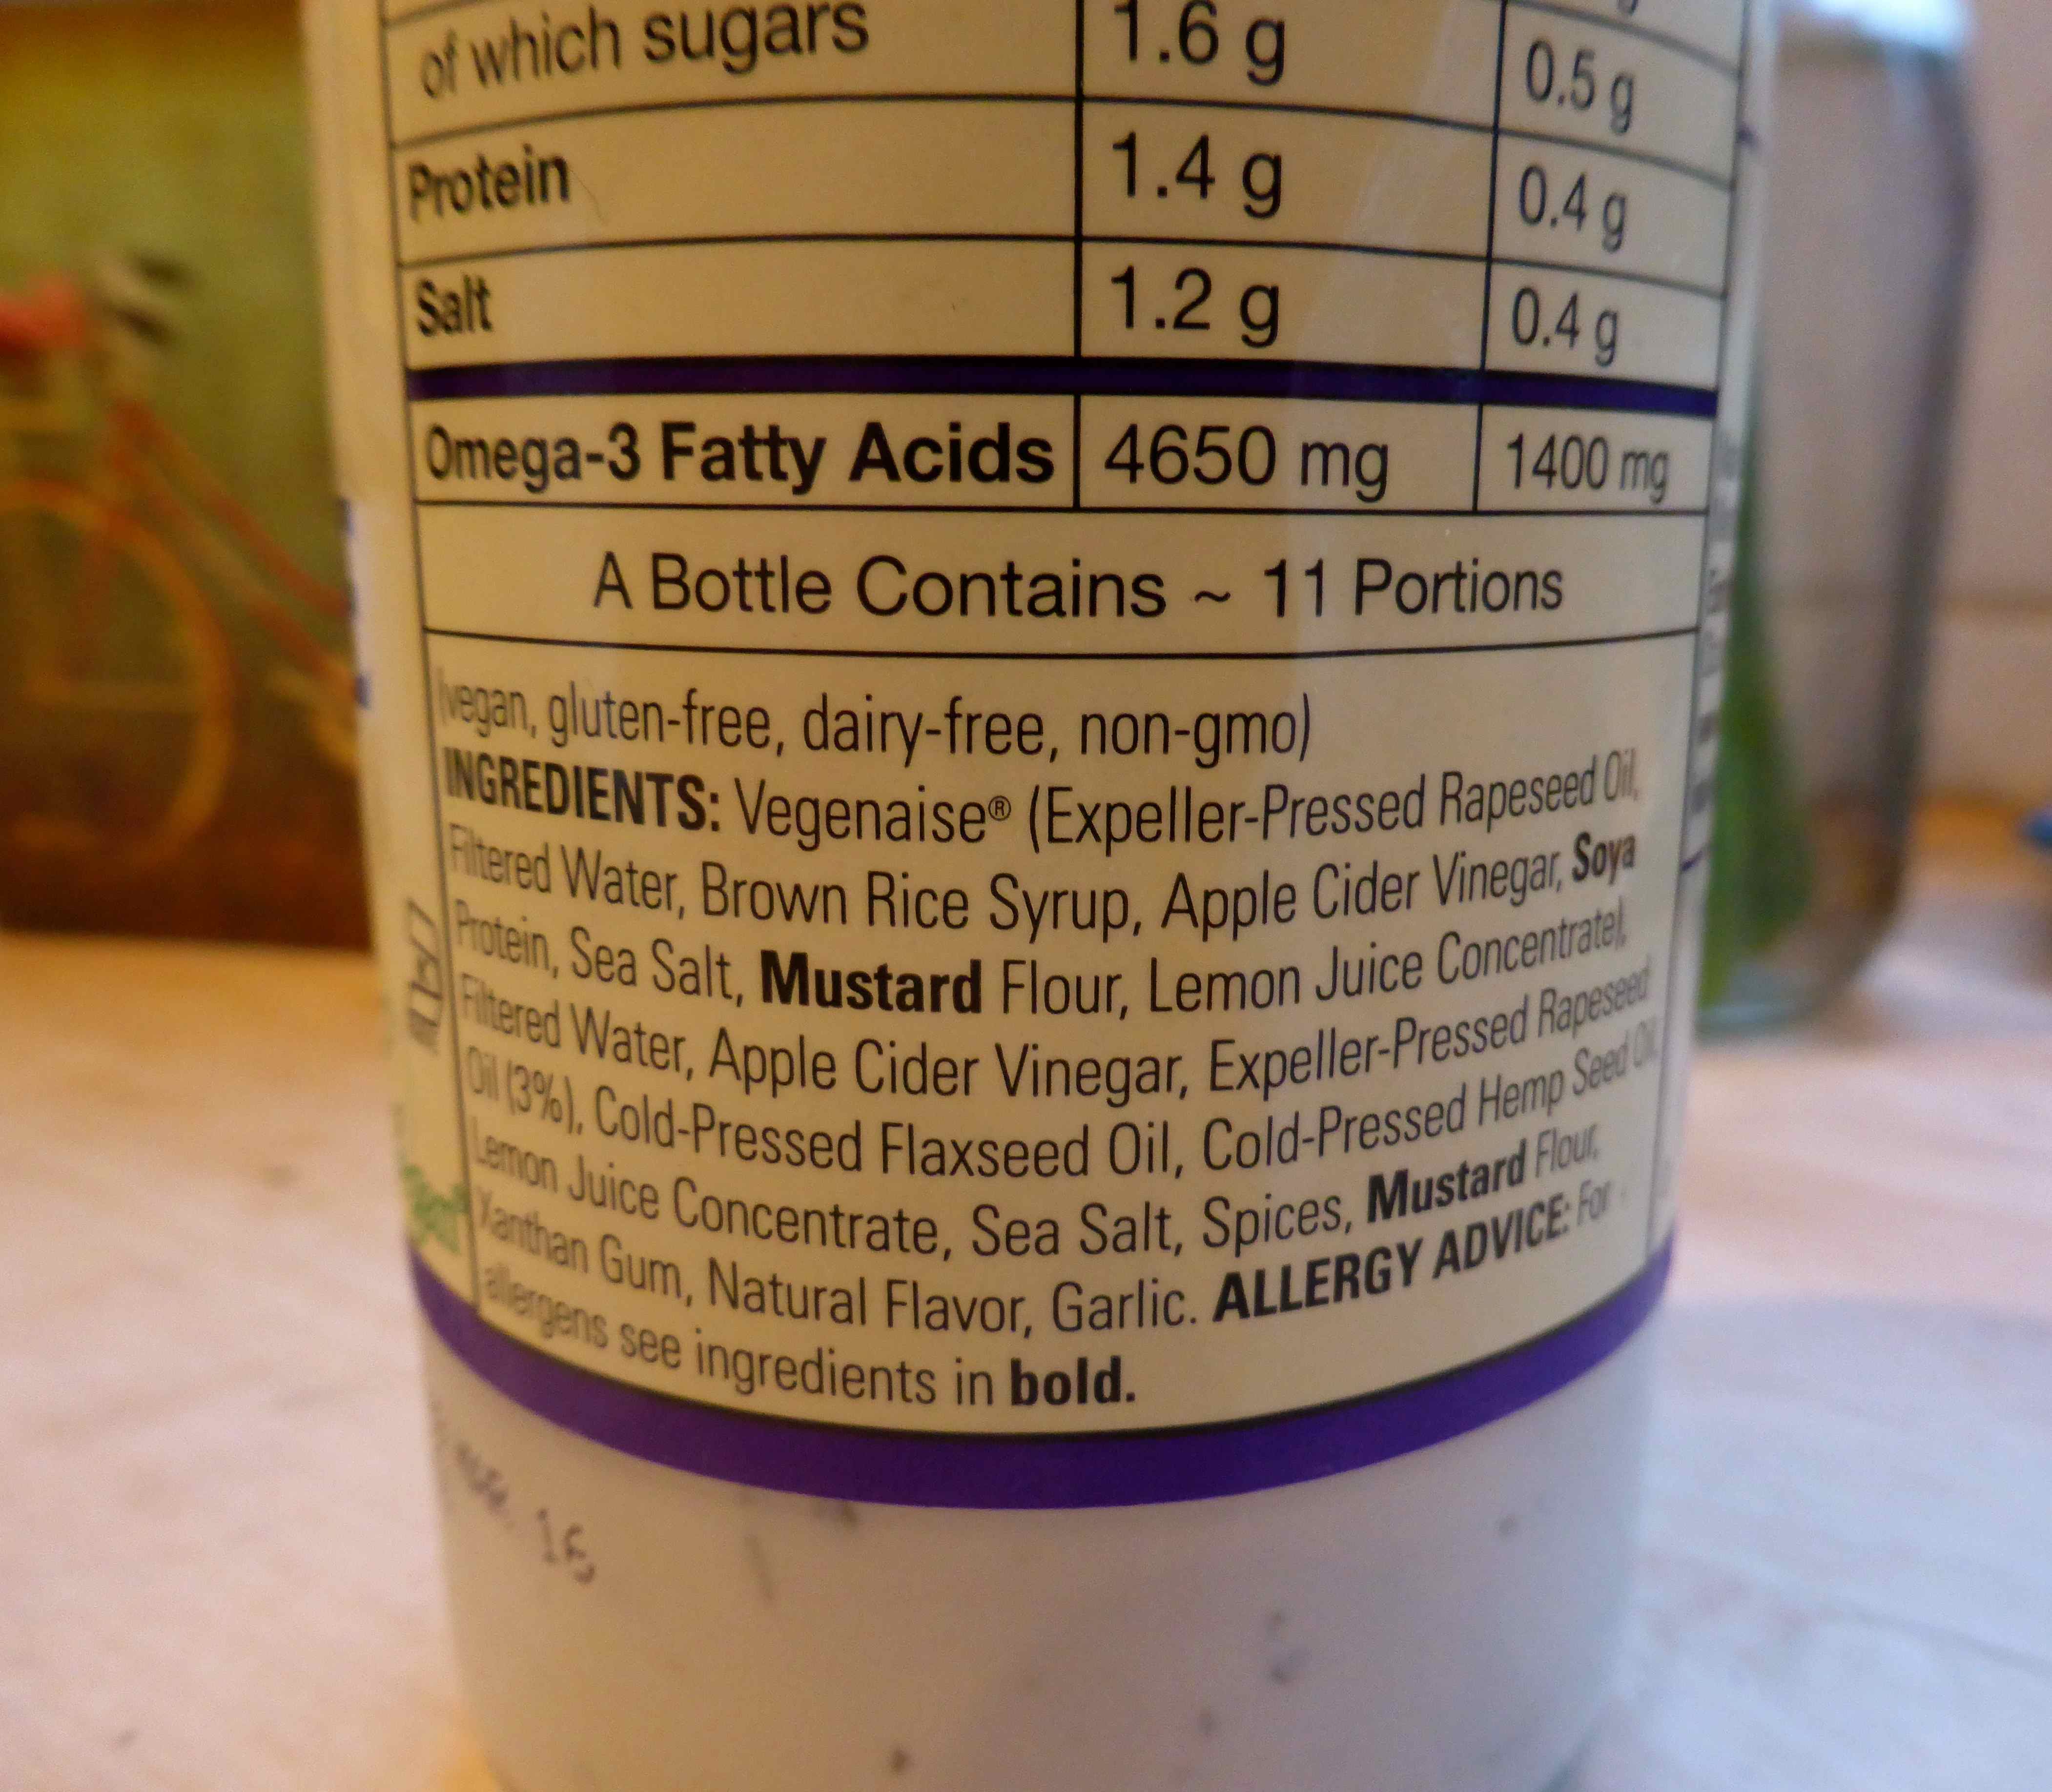 of which sugars 1.6 g 0.5 g
Protein 1.4 g 0.4 g
Salt 1.2 g 0.4 g
Omega-3 Fatty Acids 4650 mg 1400 mg
A Bottle Contains ~ 11 Portions
(vegan, gluten-free, dairy-free, non-gmo)
INGREDIENTS: Vegenaise® (Expeller-Pressed Rapeseed Oil,
Filtered Water, Brown Rice Syrup, Apple Cider Vinegar, Soya
Protein, Sea Salt, Mustard Flour, Lemon Juice Concentrate),
Filtered Water, Apple Cider Vinegar, Expeller-Pressed Rapeseed
Oil (3%), Cold-Pressed Flaxseed Oil, Cold-Pressed Hemp Seed Oil,
Lemon Juice Concentrate, Sea Salt, Spices, Mustard Flour,
Xanthan Gum, Natural Flavor, Garlic. ALLERGY ADVICE: For
allergens see ingredients in bold.